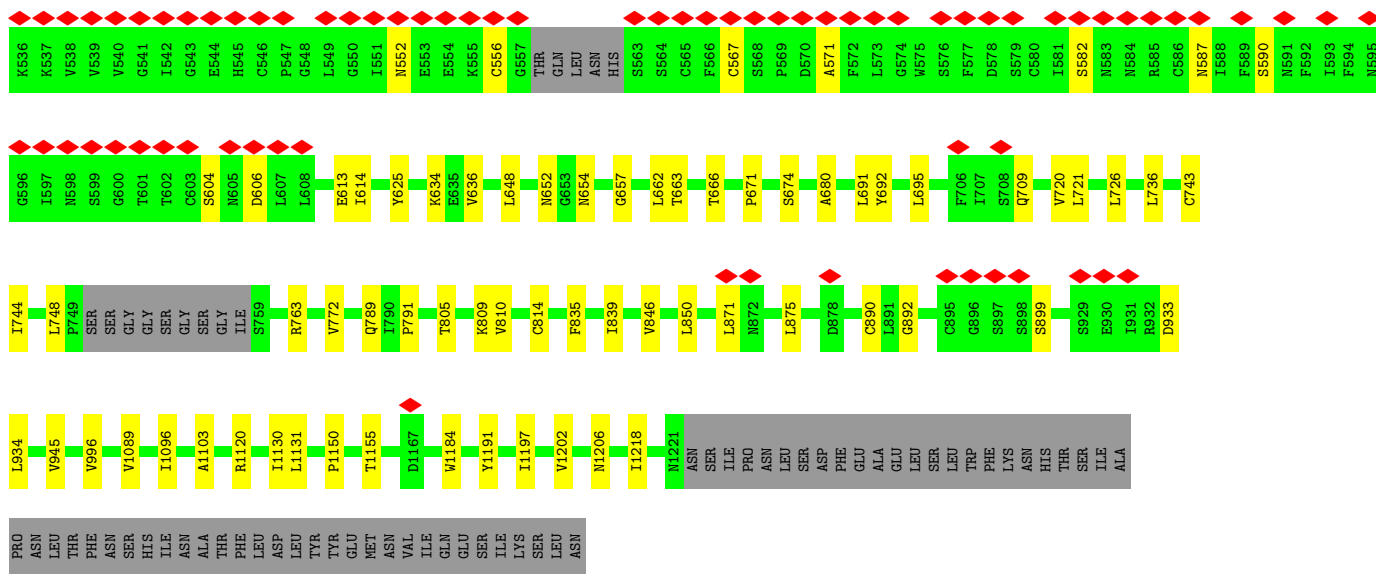 K536 K537 V538 V539 V540 G541 I542 G543 E544 H545 C546 P547 G548 L549 G550 I551 N552 E553 E554 K555 C556 G557 THR GLN LEU ASN HIS S563 S564 C565 F566 C567 S568 P569 D570 A571 F572 L573 G574 W575 S576 F577 D578 S579 C580 I581 S582 N583 N584 R585 C586 N587 I588 F589 S590 N591 F592 I593 F594 N595
G596 I597 N598 S599 G600 T601 T602 C603 S604 N605 D606 L607 L608 E613 I614 Y625 K634 E635 V636 L648 N652 G653 N654 G657 L662 T663 T666 P671 S674 A680 L691 Y692 L695 F706 I707 S708 Q709 V720 L721 L726 L736 C743
I744 L748 P749 SER SER GLY GLY SER GLY SER GLY ILE S759 R763 V772 Q789 I790 P791 T805 K809 V810 C814 F835 I839 V846 L850 L871 N872 L875 D878 C890 L891 G892 C895 G896 S897 S898 S899 S929 E930 I931 R932 D933
L934 V945 V996 V1089 I1096 A1103 R1120 I1130 L1131 P1150 T1155 D1167 W1184 Y1191 I1197 V1202 N1206 I1218 N1221 ASN SER ILE PRO ASN LEU SER ASP PHE GLU ALA GLU LEU SER LEU TRP PHE LYS ASN HIS THR SER ILE ALA
PRO ASN LEU THR PHE ASN SER HIS ILE ASN ALA THR PHE LEU ASP LEU TYR TYR GLU MET ASN VAL ILE GLN GLU SER ILE LYS SER LEU ASN